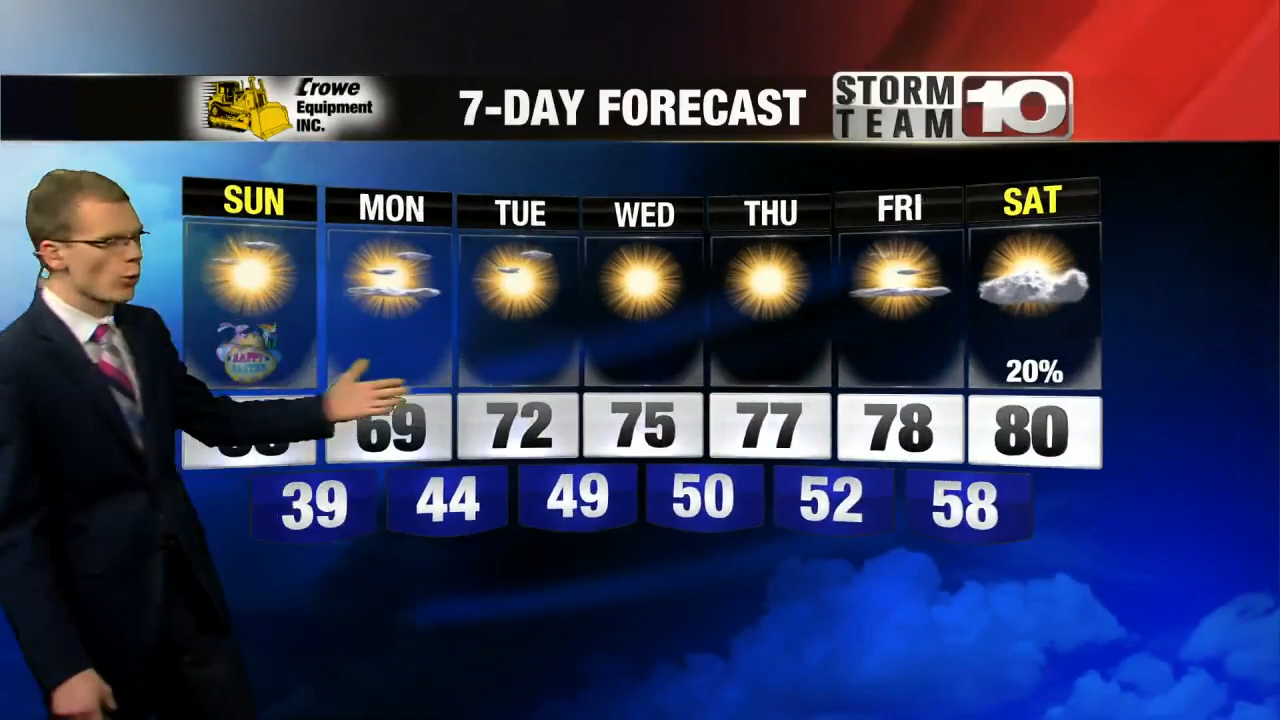 Crowe
Equipment
INC.
7-DAY FORECAST
STORM
TEAM
10
SUN MON TUE WED THU FRI SAT
HAPPY
EASTER
20%
69 72 75 77 78 80
39 44 49 50 52 58